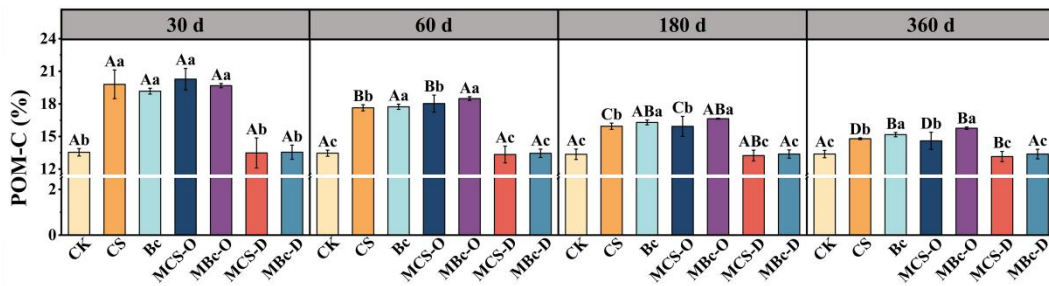 30 d 60 d 180 d 360 d
24
21
18
15
12
2
0
POM-C (%)
Ab Aa Aa Aa Aa Ab Ab
Ac Bb Aa Bb Aa Ac Ac
Ac Cb ABa Cb ABa ABc Ac
Ac Db Ba Db Ba Bc Ac
CK CS Bc MCS-O MBc-O MCS-D MBc-D
CK CS Bc MCS-O MBc-O MCS-D MBc-D
CK CS Bc MCS-O MBc-O MCS-D MBc-D
CK CS Bc MCS-O MBc-O MCS-D MBc-D